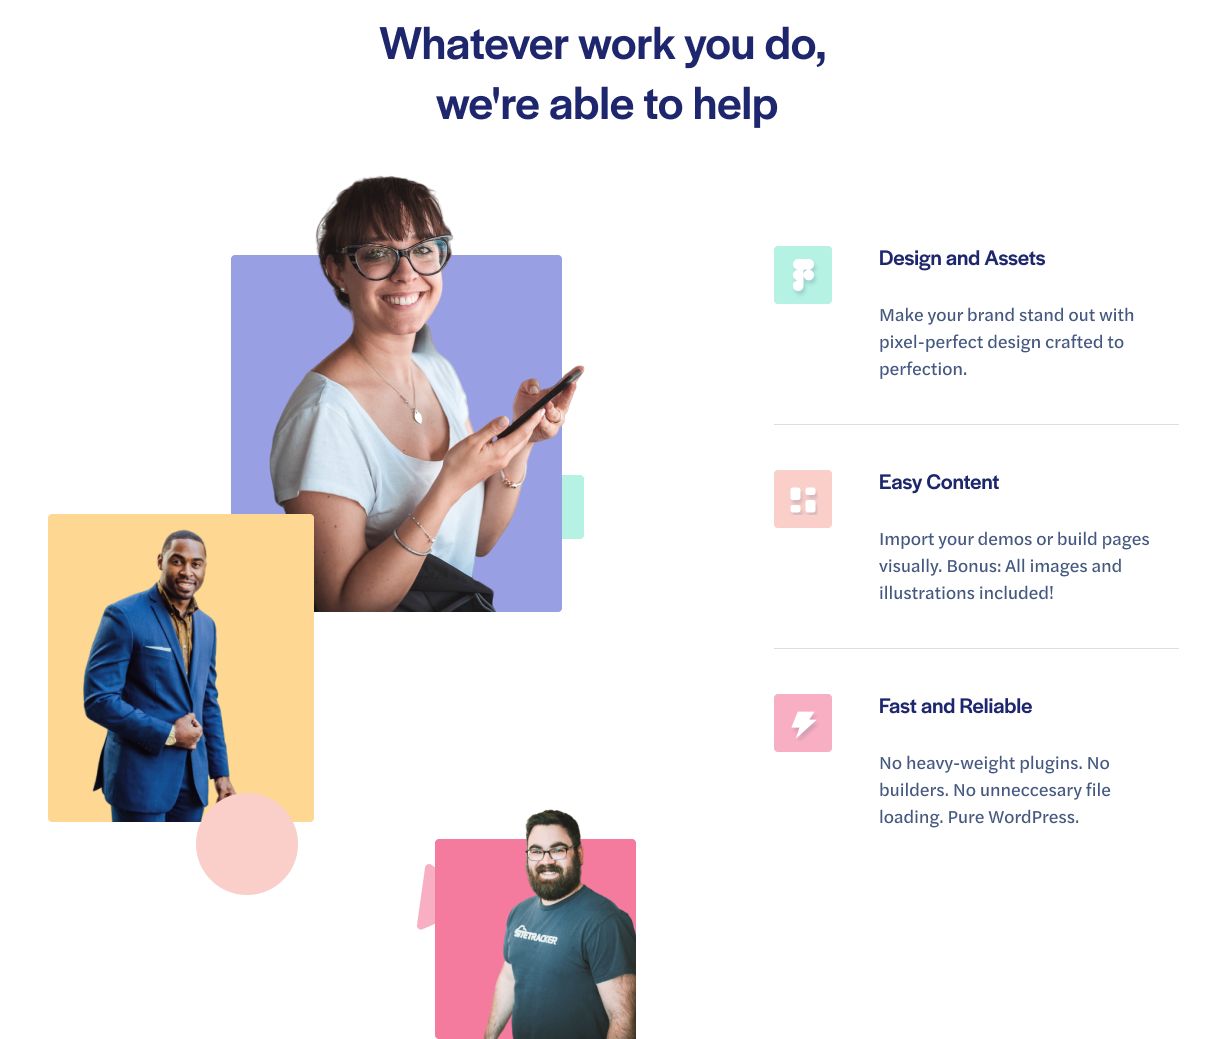 Whatever work you do,
we're able to help
Design and Assets
Make your brand stand out with
pixel-perfect design crafted to
perfection.
Easy Content
Import your demos or build pages
visually. Bonus: All images and
illustrations included!
Fast and Reliable
No heavy-weight plugins. No
builders. No unneccesary file
loading. Pure WordPress.
SITETRACKER